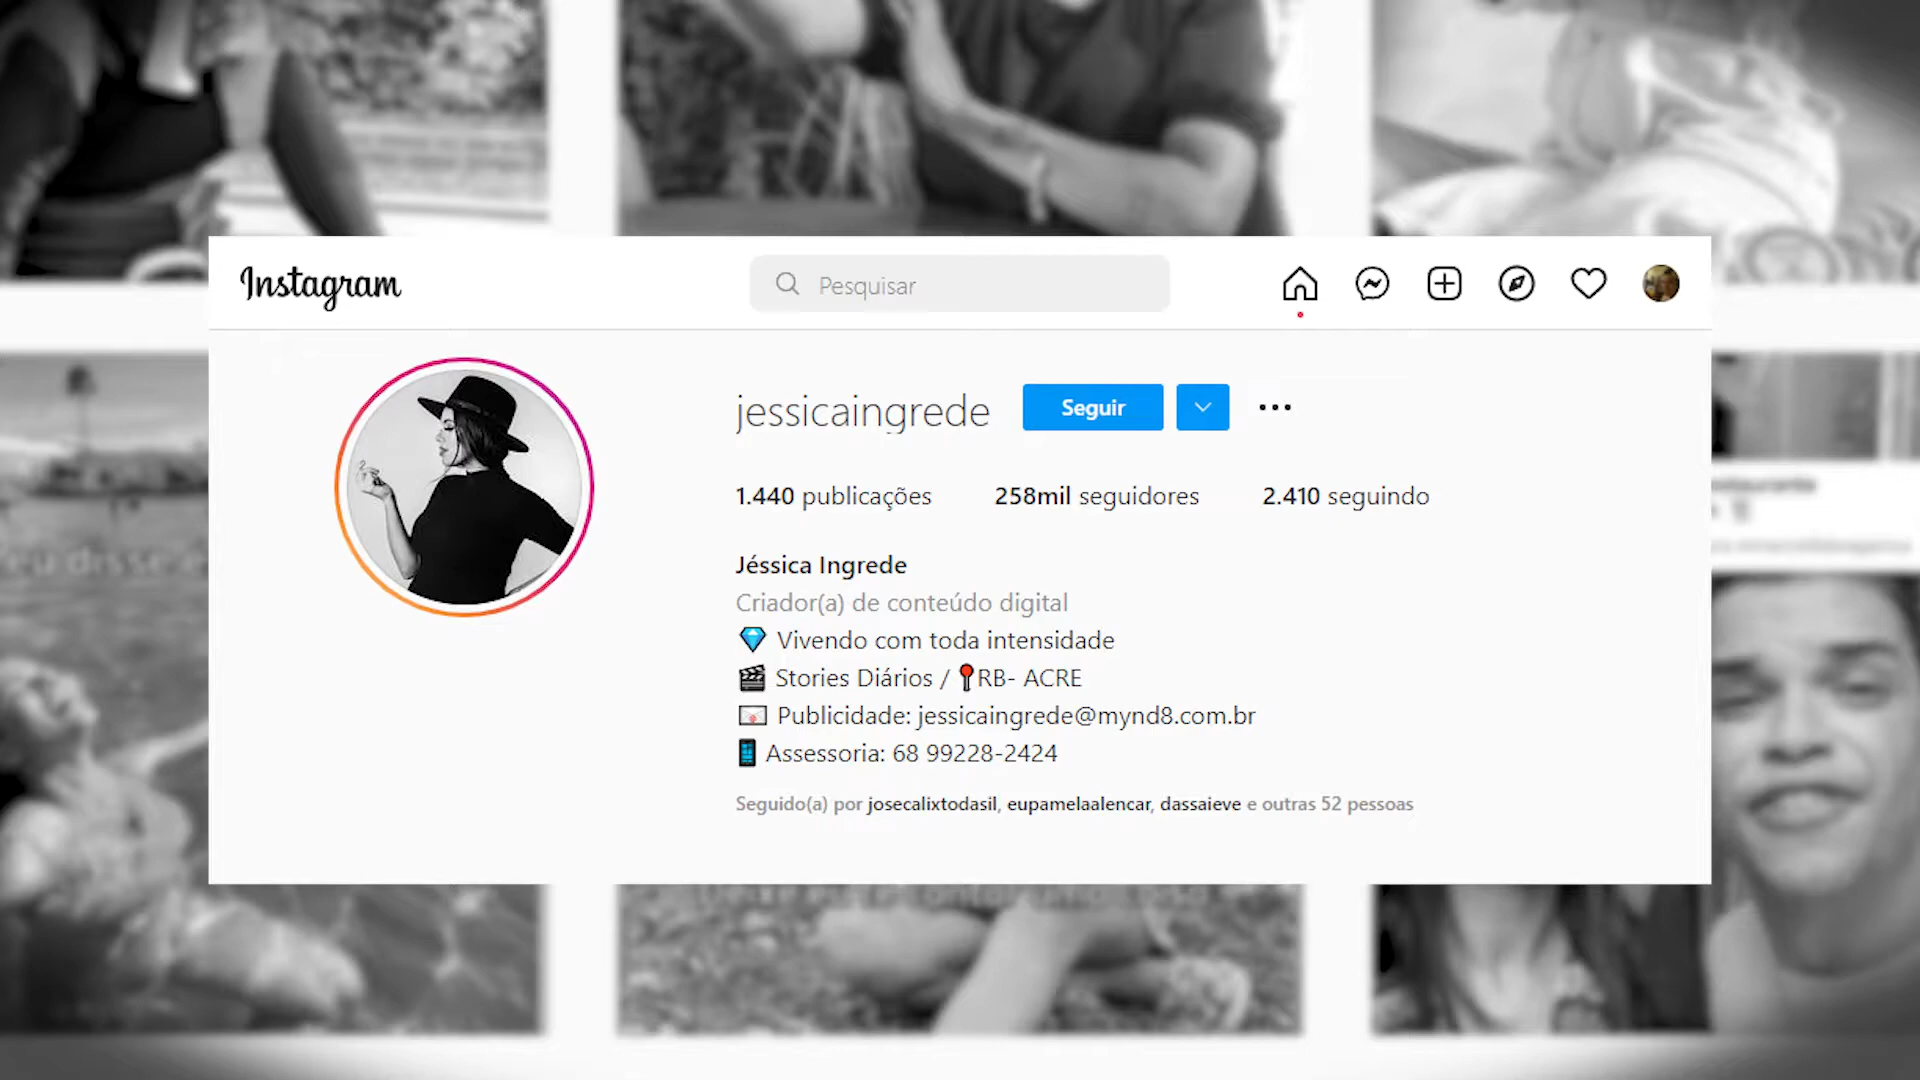 Instagram
Pesquisar
jessicaingrede
Seguir
1.440 publicações 258mil seguidores 2.410 seguindo
Jéssica Ingrede
Criador(a) de conteúdo digital
💎 Vivendo com toda intensidade
🎬 Stories Diários / 📍RB- ACRE
💌 Publicidade: jessicaingrede@mynd8.com.br
📱 Assessoria: 68 99228-2424
Seguido(a) por josecalixtodasil, eupamelaalencar, dassaieve e outras 52 pessoas
eu disse e